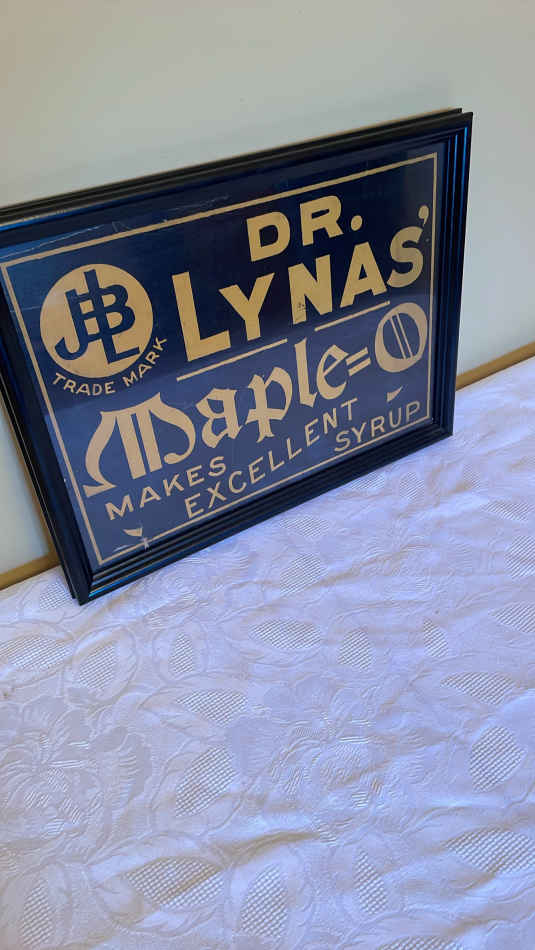 DR.
LYNAS'
JBL
TRADE MARK
Maple=O
MAKES
EXCELLENT
SYRUP